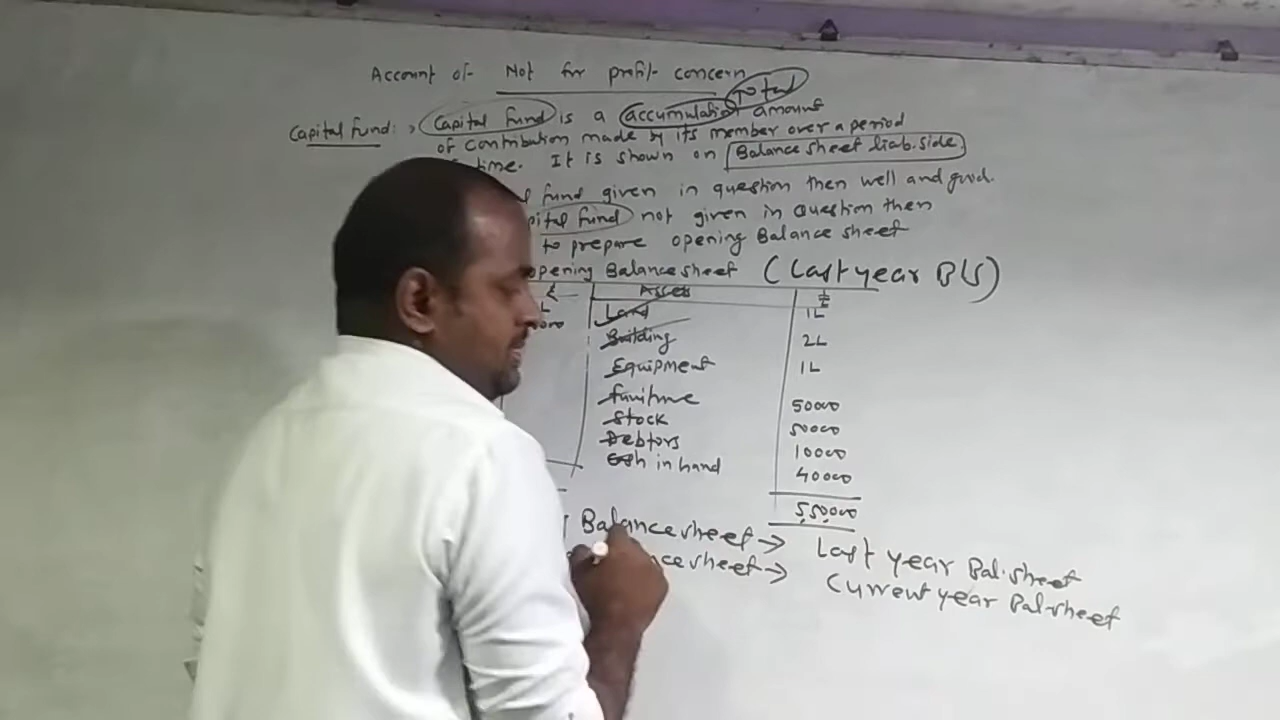 Account of Not for profit concern
Total
Capital fund: > Capital fund is a accumulation amount
of contribution made by its member over a period
time. It is shown on Balance sheet liab. side
fund given in question then well and good.
fund not given in question then
to prepare opening Balance sheet
opening Balance sheet (Last year B/S)
Assets
Land 1L
Building 2L
Equipment 1L
furniture 50000
Stock 50000
Debtors 10000
Cash in hand 40000
5,50,000
Balance sheet → Last year Bal. sheet
sheet → Current year Bal. sheet